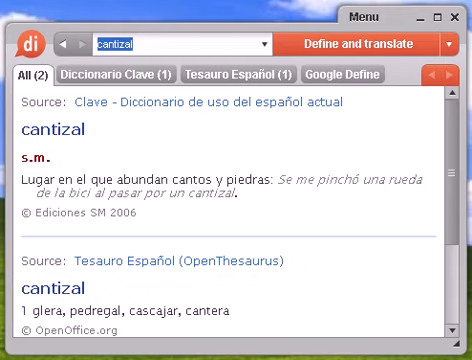 Menu
di
cantizal
Define and translate
All (2)
Diccionario Clave (1)
Tesauro Español (1)
Google Define
Source: Clave - Diccionario de uso del español actual
cantizal
s.m.
Lugar en el que abundan cantos y piedras: Se me pinchó una rueda
de la bici al pasar por un cantizal.
© Ediciones SM 2006
Source: Tesauro Español (OpenThesaurus)
cantizal
1 glera, pedregal, cascajar, cantera
© OpenOffice.org